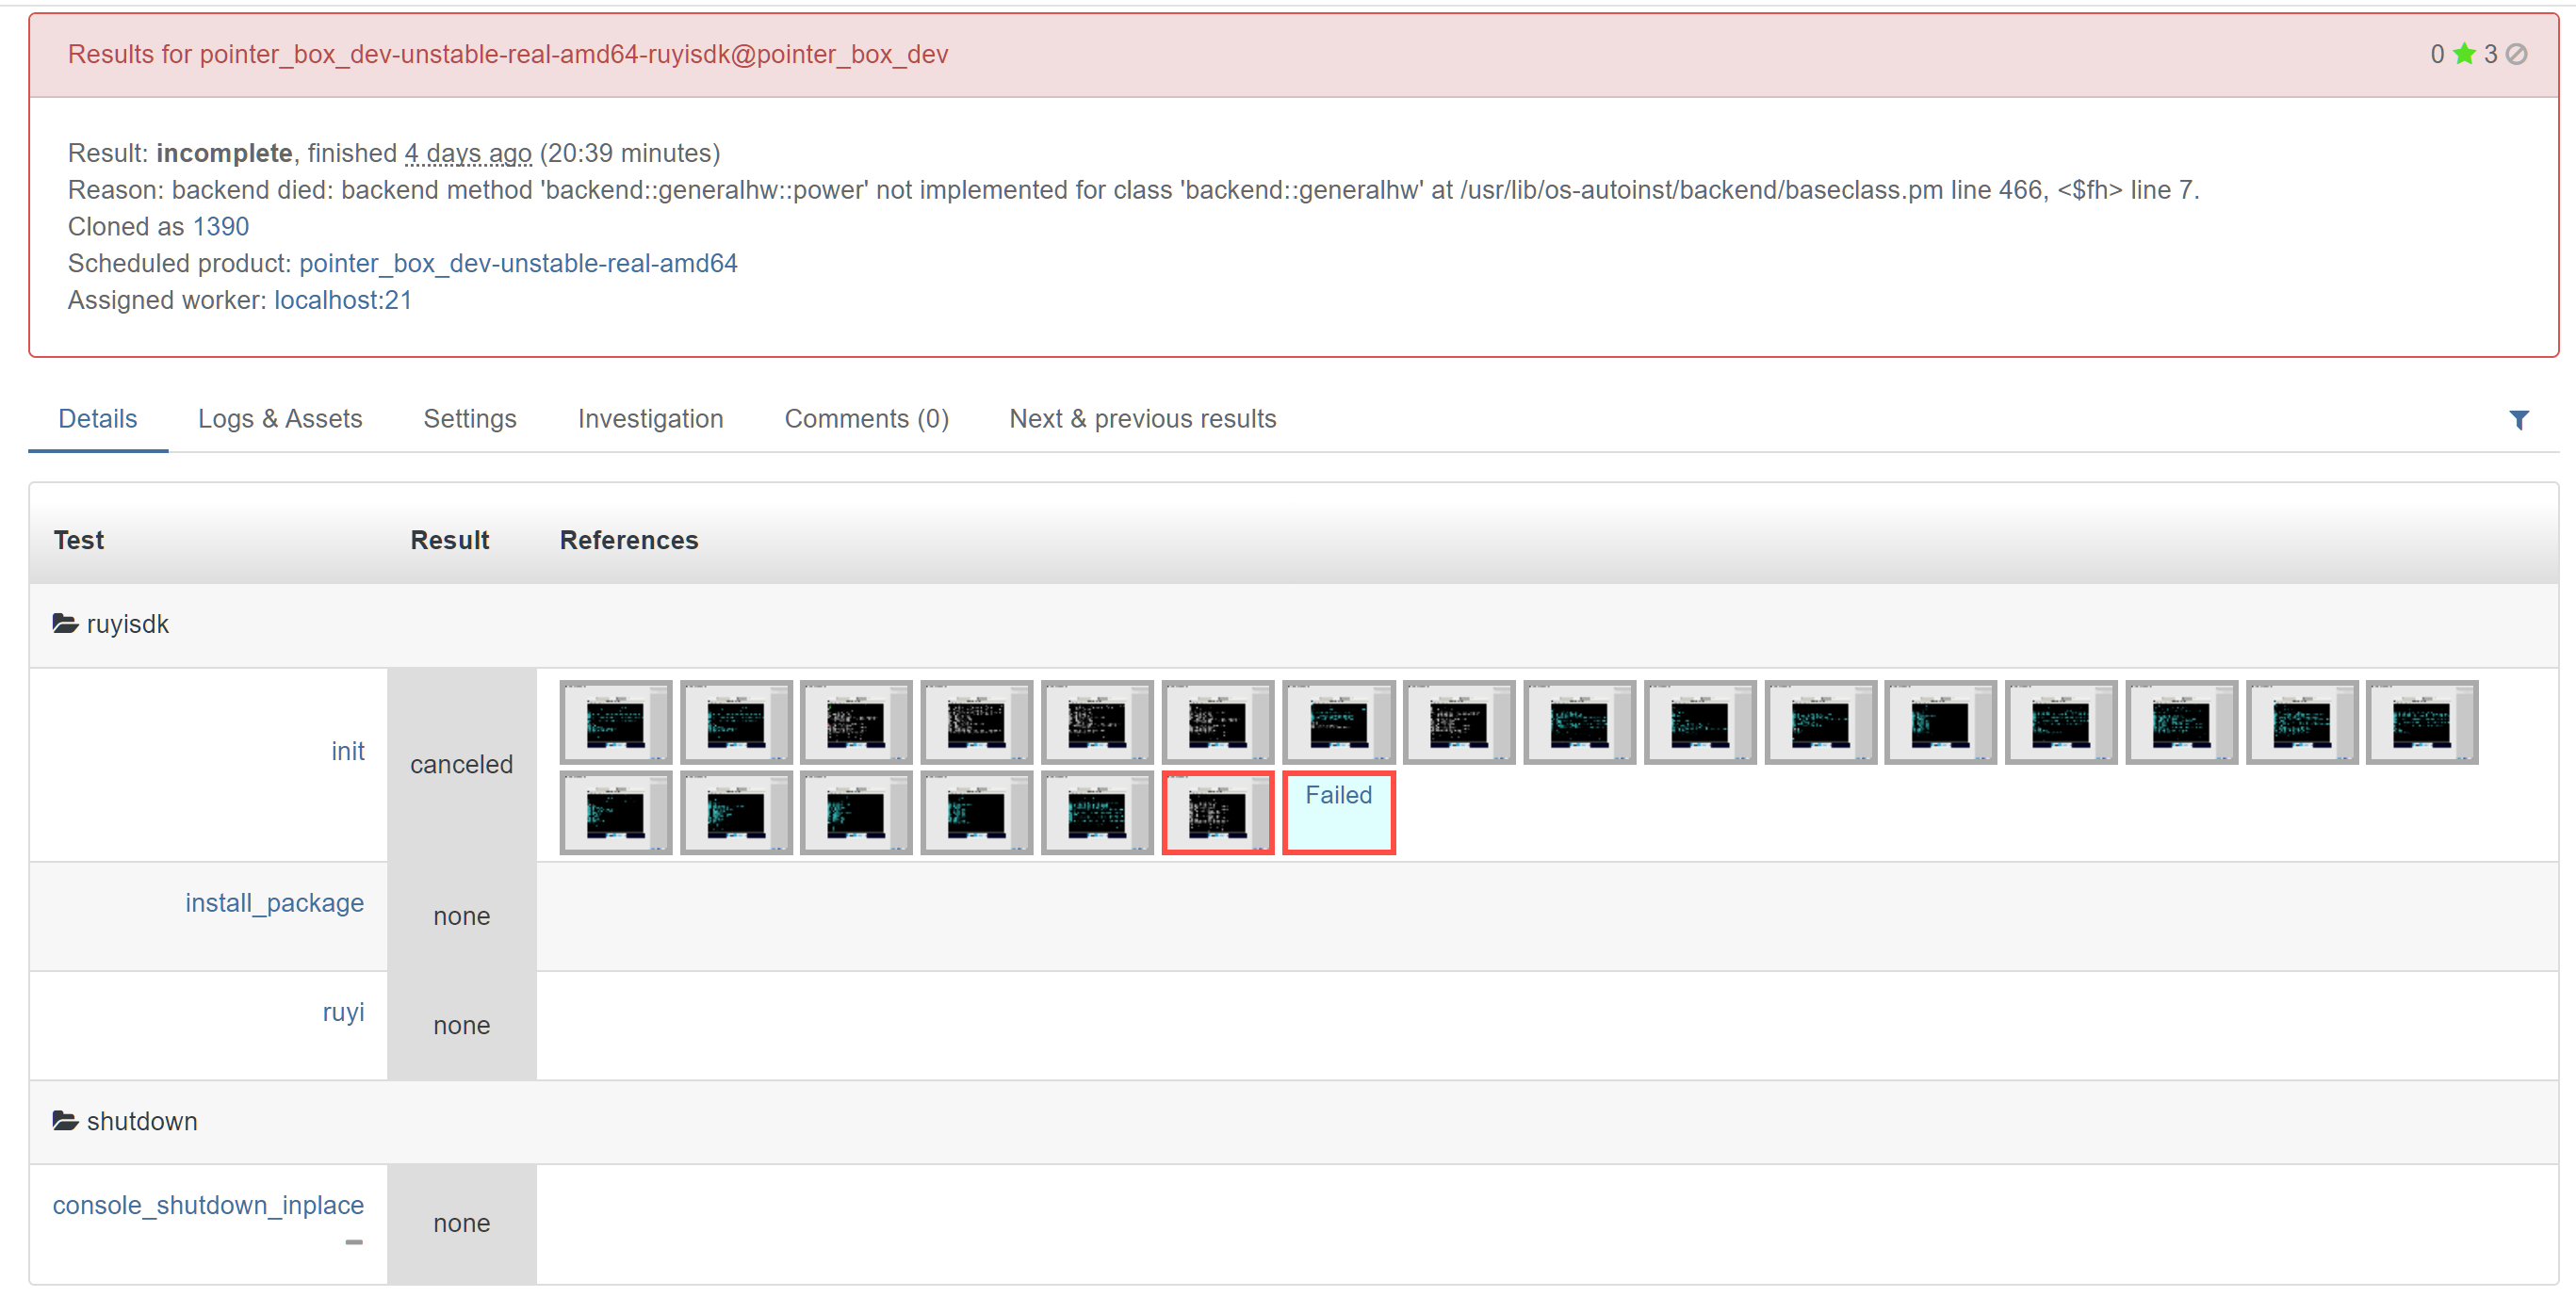 Results for pointer_box_dev-unstable-real-amd64-ruyisdk@pointer_box_dev
0 3
Result: incomplete, finished 4 days ago (20:39 minutes)
Reason: backend died: backend method 'backend::generalhw::power' not implemented for class 'backend::generalhw' at /usr/lib/os-autoinst/backend/baseclass.pm line 466, <$fh> line 7.
Cloned as 1390
Scheduled product: pointer_box_dev-unstable-real-amd64
Assigned worker: localhost:21
Details Logs & Assets Settings Investigation Comments (0) Next & previous results
Test Result References
ruyisdk
init canceled
Failed
install_package none
ruyi none
shutdown
console_shutdown_inplace none